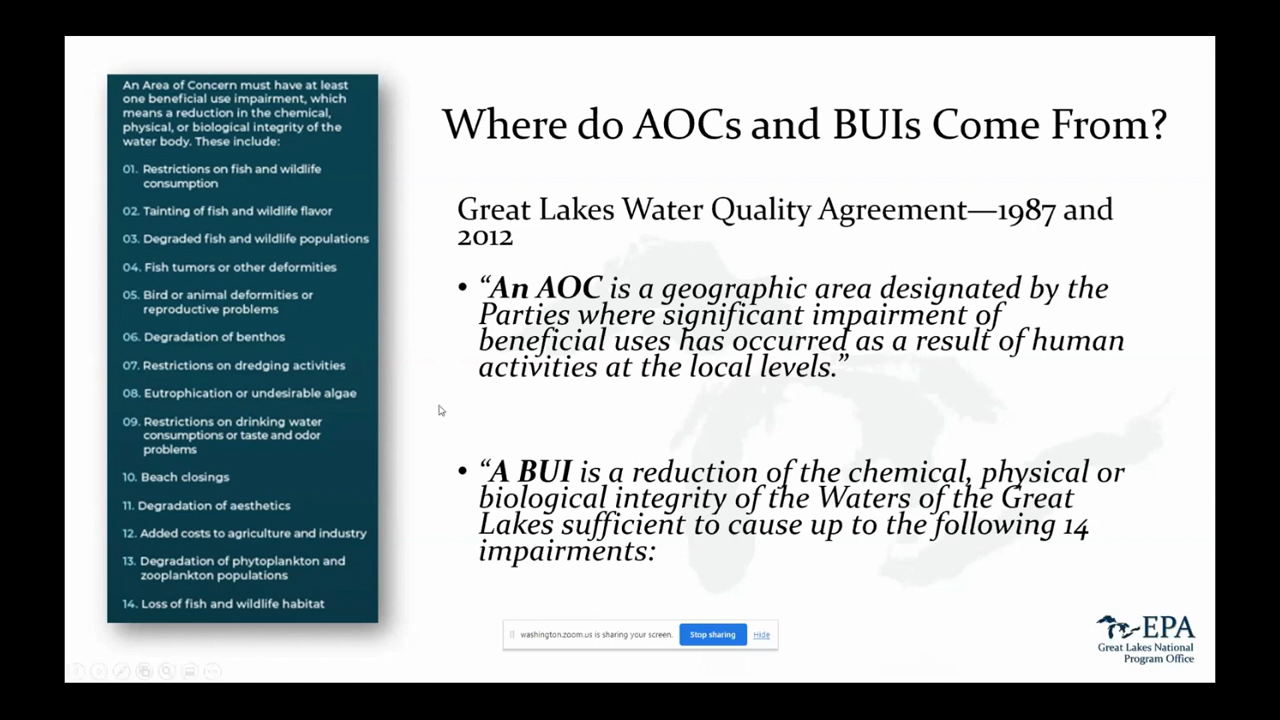 An Area of Concern must have at least
one beneficial use impairment, which
means a reduction in the chemical,
physical, or biological integrity of the
water body. These include:
01. Restrictions on fish and wildlife
consumption
02. Tainting of fish and wildlife flavor
03. Degraded fish and wildlife populations
04. Fish tumors or other deformities
05. Bird or animal deformities or
reproductive problems
06. Degradation of benthos
07. Restrictions on dredging activities
08. Eutrophication or undesirable algae
09. Restrictions on drinking water
consumptions or taste and odor
problems
10. Beach closings
11. Degradation of aesthetics
12. Added costs to agriculture and industry
13. Degradation of phytoplankton and
zooplankton populations
14. Loss of fish and wildlife habitat
Where do AOCs and BUIs Come From?
Great Lakes Water Quality Agreement—1987 and
2012
• “An AOC is a geographic area designated by the
Parties where significant impairment of
beneficial uses has occurred as a result of human
activities at the local levels.”
• “A BUI is a reduction of the chemical, physical or
biological integrity of the Waters of the Great
Lakes sufficient to cause up to the following 14
impairments:
washington.zoom.us is sharing your screen. Stop sharing Hide
EPA
Great Lakes National
Program Office